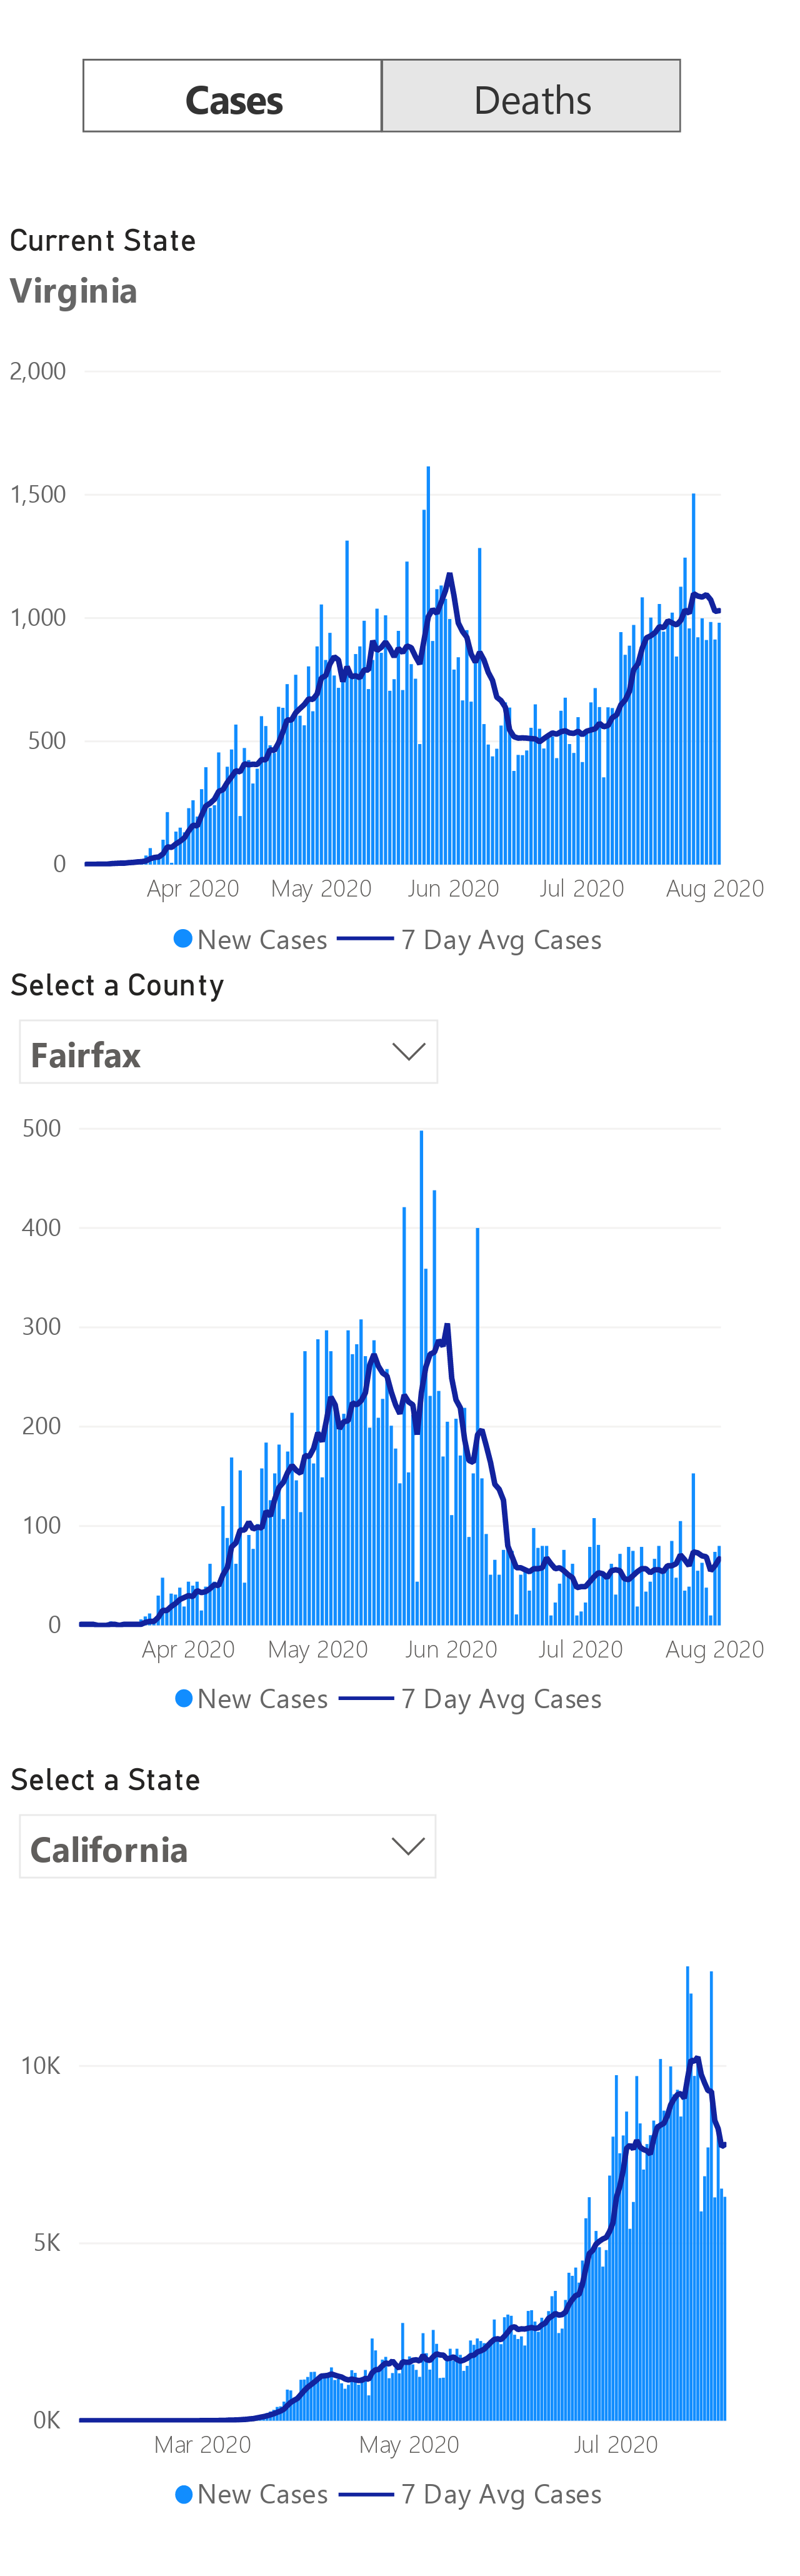 Cases Deaths
Current State
Virginia
2,000
1,500
1,000
500
0
Apr 2020 May 2020 Jun 2020 Jul 2020 Aug 2020
New Cases 7 Day Avg Cases
Select a County
Fairfax
500
400
300
200
100
0
Apr 2020 May 2020 Jun 2020 Jul 2020 Aug 2020
New Cases 7 Day Avg Cases
Select a State
California
10K
5K
0K
Mar 2020 May 2020 Jul 2020
New Cases 7 Day Avg Cases